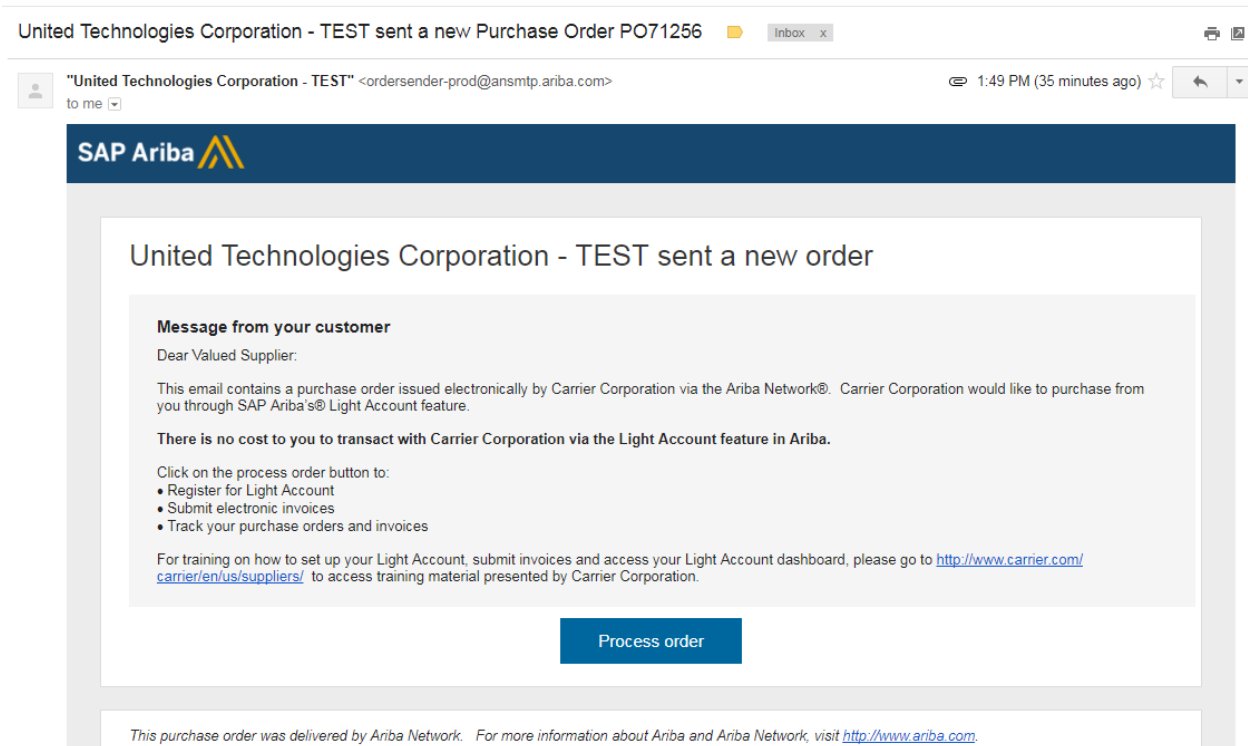 United Technologies Corporation - TEST sent a new Purchase Order PO71256 Inbox x
"United Technologies Corporation - TEST" <ordersender-prod@ansmtp.ariba.com> 1:49 PM (35 minutes ago)
to me
SAP Ariba
United Technologies Corporation - TEST sent a new order
Message from your customer
Dear Valued Supplier:
This email contains a purchase order issued electronically by Carrier Corporation via the Ariba Network®. Carrier Corporation would like to purchase from
you through SAP Ariba's® Light Account feature.
There is no cost to you to transact with Carrier Corporation via the Light Account feature in Ariba.
Click on the process order button to:
• Register for Light Account
• Submit electronic invoices
• Track your purchase orders and invoices
For training on how to set up your Light Account, submit invoices and access your Light Account dashboard, please go to http://www.carrier.com/
carrier/en/us/suppliers/ to access training material presented by Carrier Corporation.
Process order
This purchase order was delivered by Ariba Network. For more information about Ariba and Ariba Network, visit http://www.ariba.com.